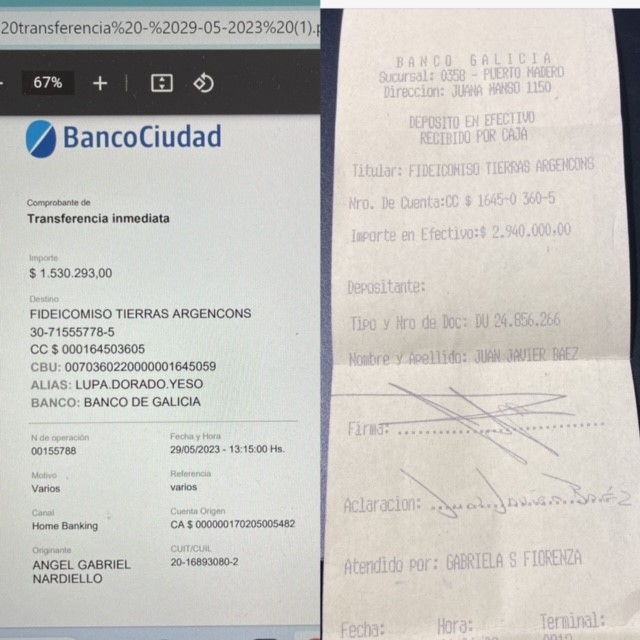 20transferencia%20-%2029-05-2023%20(1).p
67%
BancoCiudad
Comprobante de
Transferencia inmediata
Importe
$ 1.530.293,00
Destino
FIDEICOMISO TIERRAS ARGENCONS
30-71555778-5
CC $ 000164503605
CBU: 0070360220000001645059
ALIAS: LUPA.DORADO.YESO
BANCO: BANCO DE GALICIA
N de operación
00155788
Fecha y Hora
29/05/2023 - 13:15:00 Hs.
Motivo
Varios
Referencia
varios
Canal
Home Banking
Cuenta Origen
CA $ 000000170205005482
Originante
ANGEL GABRIEL
NARDIELLO
CUIT/CUIL
20-16893080-2
BANCO GALICIA
Sucursal: 0358 - PUERTO MADERO
Direccion: JUANA MANSO 1150
DEPOSITO EN EFECTIVO
RECIBIDO POR CAJA
Titular: FIDEICOMISO TIERRAS ARGENCONS
Nro. De Cuenta:CC $ 1645-0 360-5
Importe en Efectivo:$ 2.940.000,00
Depositante:
Tipo y Nro de Doc: DU 24.856.266
Nombre y Apellido: JUAN JAVIER BAEZ
Firma:
Aclaracion: Juan Javier Baéz
Atendido por: GABRIELA S FIORENZA
Fecha: Hora: Terminal: